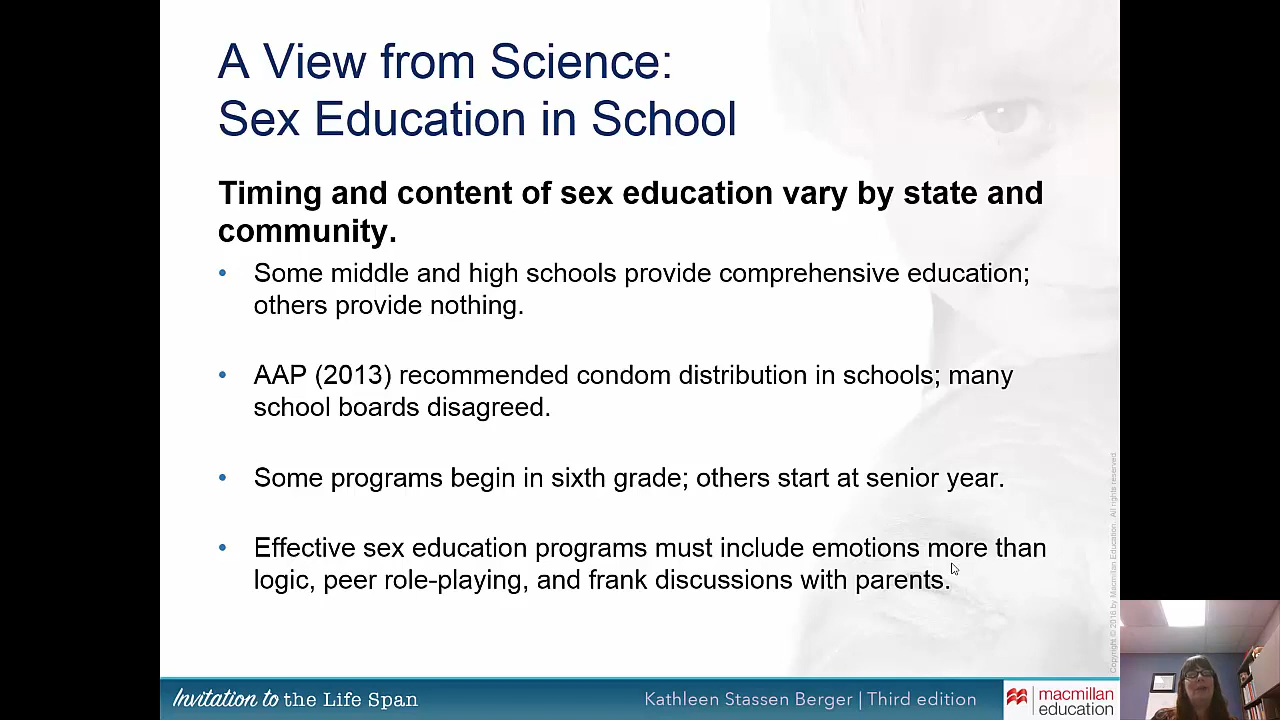 A View from Science:
Sex Education in School
Timing and content of sex education vary by state and
community.
• Some middle and high schools provide comprehensive education;
others provide nothing.
• AAP (2013) recommended condom distribution in schools; many
school boards disagreed.
• Some programs begin in sixth grade; others start at senior year.
• Effective sex education programs must include emotions more than
logic, peer role-playing, and frank discussions with parents.
Copyright © 2016 by Macmillan Education. All rights reserved
Invitation to the Life Span
Kathleen Stassen Berger | Third edition
macmillan
education